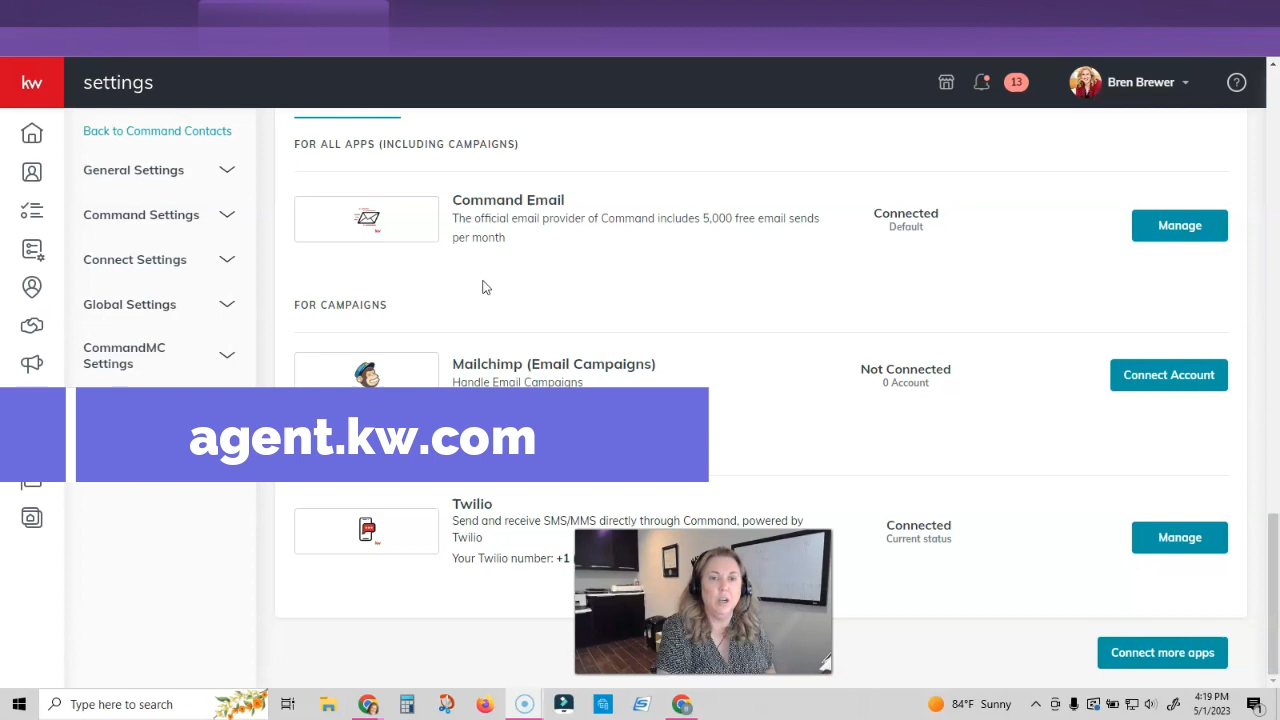 kw
settings
13
Bren Brewer
?
Back to Command Contacts
General Settings
Command Settings
Connect Settings
Global Settings
CommandMC
Settings
FOR ALL APPS (INCLUDING CAMPAIGNS)
Command Email
The official email provider of Command includes 5,000 free email sends
per month
Connected
Default
Manage
FOR CAMPAIGNS
Mailchimp (Email Campaigns)
Handle Email Campaigns
Not Connected
0 Account
Connect Account
agent.kw.com
Twilio
Send and receive SMS/MMS directly through Command, powered by
Twilio
Your Twilio number: +1
Connected
Current status
Manage
Connect more apps
Type here to search
84°F Sunny
4:19 PM
5/1/2023